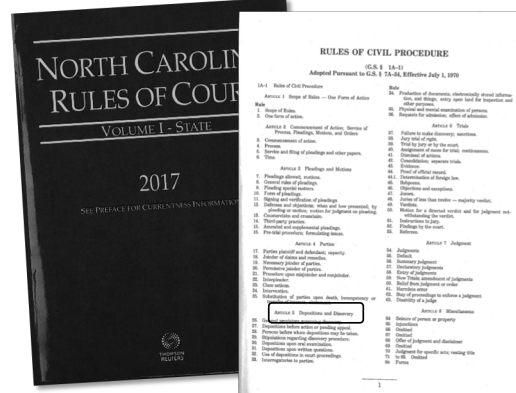 NORTH CAROLIN
RULES OF COUR
VOLUME I - STATE
2017
SEE PREFACE FOR CURRENTNESS INFORMATION
THOMSON
REUTERS
RULES OF CIVIL PROCEDURE
(G.S. § 1A-1)
Adopted Pursuant to G.S. § 7A-34, Effective July 1, 1970
1A-1 Rules of Civil Procedure
ARTICLE 1 Scope of Rules — One Form of Action
Rule
1. Scope of Rules.
2. One form of action.
ARTICLE 2 Commencement of Action; Service of
Process, Pleadings, Motions, and Orders
3. Commencement of action.
4. Process.
5. Service and filing of pleadings and other papers.
6. Time.
ARTICLE 3 Pleadings and Motions
7. Pleadings allowed; motions.
8. General rules of pleadings.
9. Pleading special matters.
10. Form of pleadings.
11. Signing and verification of pleadings.
12. Defenses and objections; when and how presented; by
pleading or motion; motion for judgment on pleading.
13. Counterclaim and crossclaim.
14. Third-party practice.
15. Amended and supplemental pleadings.
16. Pre-trial procedure; formulating issues.
ARTICLE 4 Parties
17. Parties plaintiff and defendant; capacity.
18. Joinder of claims and remedies.
19. Necessary joinder of parties.
20. Permissive joinder of parties.
21. Procedure upon misjoinder and nonjoinder.
22. Interpleader.
23. Class actions.
24. Intervention.
25. Substitution of parties upon death, incompetency or
ARTICLE 5 Depositions and Discovery
26. General provisions governing discovery.
27. Depositions before action or pending appeal.
28. Persons before whom depositions may be taken.
29. Stipulations regarding discovery procedure.
30. Depositions upon oral examination.
31. Depositions upon written questions.
32. Use of depositions in court proceedings.
33. Interrogatories to parties.
Rule
34. Production of documents, electronically stored informa-
tion, and things; entry upon land for inspection and
other purposes.
35. Physical and mental examination of persons.
36. Requests for admission; effect of admission.
ARTICLE 6 Trials
37. Failure to make discovery; sanctions.
38. Jury trial of right.
39. Trial by jury or by the court.
40. Assignment of cases for trial; continuances.
41. Dismissal of actions.
42. Consolidation; separate trials.
43. Evidence.
44. Proof of official record.
44.1. Determination of foreign law.
45. Subpoena.
46. Objections and exceptions.
47. Jurors.
48. Juries of less than twelve — majority verdict.
49. Verdicts.
50. Motion for a directed verdict and for judgment not-
withstanding the verdict.
51. Instructions to jury.
52. Findings by the court.
53. Referees.
ARTICLE 7 Judgment
54. Judgments
55. Default
56. Summary judgment
57. Declaratory judgments
58. Entry of judgments
59. New Trials; amendment of judgments
60. Relief from judgment or order
61. Harmless error
62. Stay of proceedings to enforce a judgment
63. Disability of a judge
ARTICLE 8 Miscellaneous
64 Seizure of person or property
65 Injunctions
66 Omitted
67 Omitted
68 Offer of judgment and disclaimer
69 Omitted
70 Judgment for specific acts; vesting title
71 to 83. Omitted
84 Forms
1